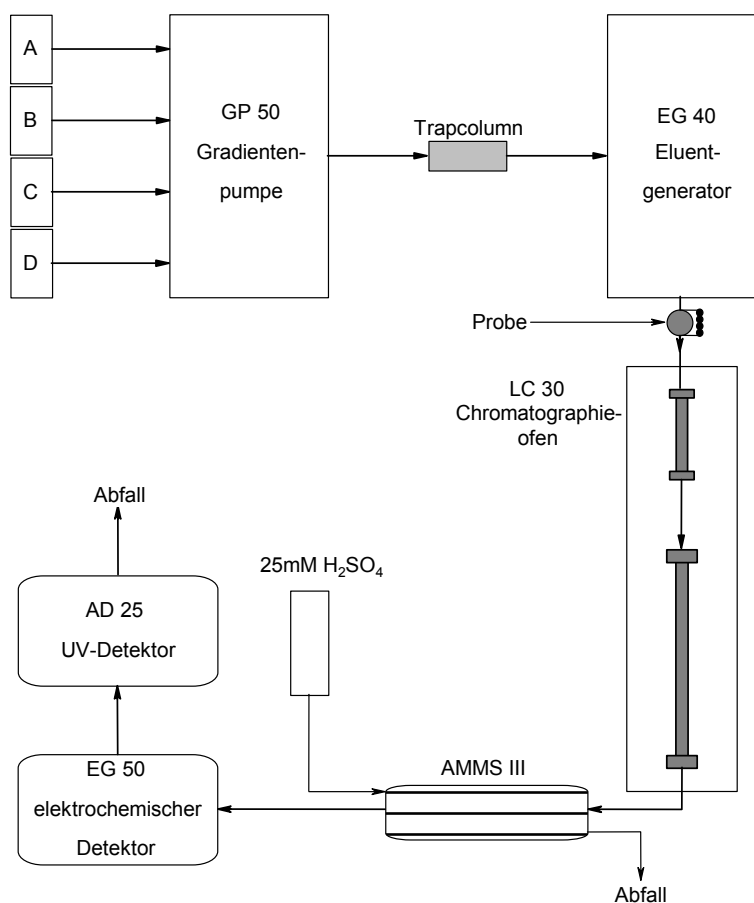 A
B
C
D
GP 50
Gradienten-
pumpe
Trapcolumn
EG 40
Eluent-
generator
Probe
LC 30
Chromatographie-
ofen
Abfall
25mM H₂SO₄
AD 25
UV-Detektor
EG 50
elektrochemischer
Detektor
AMMS III
Abfall